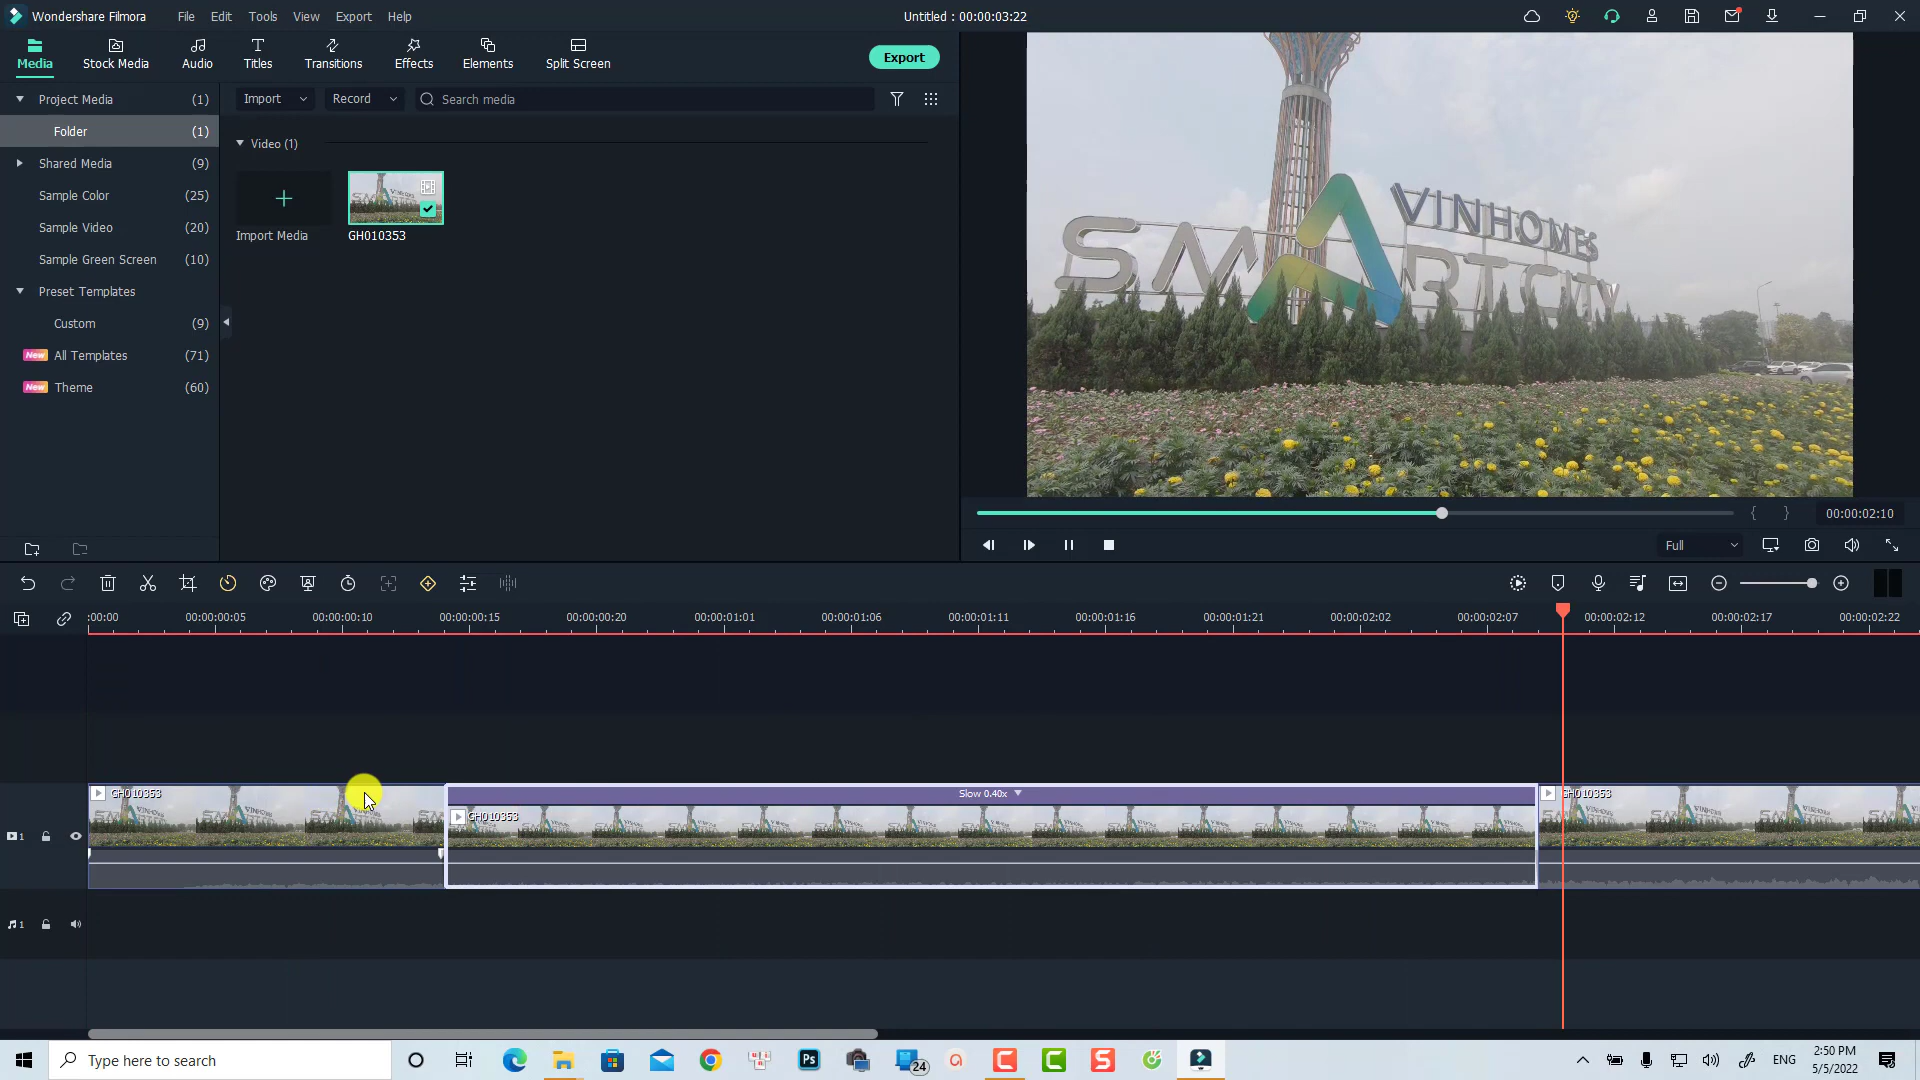 Wondershare Filmora
File Edit Tools View Export Help
Untitled : 00:00:03:22
Media
Stock Media
Audio
Titles
Transitions
Effects
Elements
Split Screen
Export
Project Media (1)
Folder (1)
Shared Media (9)
Sample Color (25)
Sample Video (20)
Sample Green Screen (10)
Preset Templates
Custom (9)
New All Templates (71)
New Theme (60)
Import
Record
Search media
Video (1)
Import Media
GH010353
VINHOMES
SMARTCITY
00:00:02:10
Full
:00:00 00:00:00:05 00:00:00:10 00:00:00:15 00:00:00:20 00:00:01:01 00:00:01:06 00:00:01:11 00:00:01:16 00:00:01:21 00:00:02:02 00:00:02:07 00:00:02:12 00:00:02:17 00:00:02:22
GH010353
Slow 0.40x
GH010353
GH010353
1
1
Type here to search
Ps
24
ENG
2:50 PM
5/5/2022